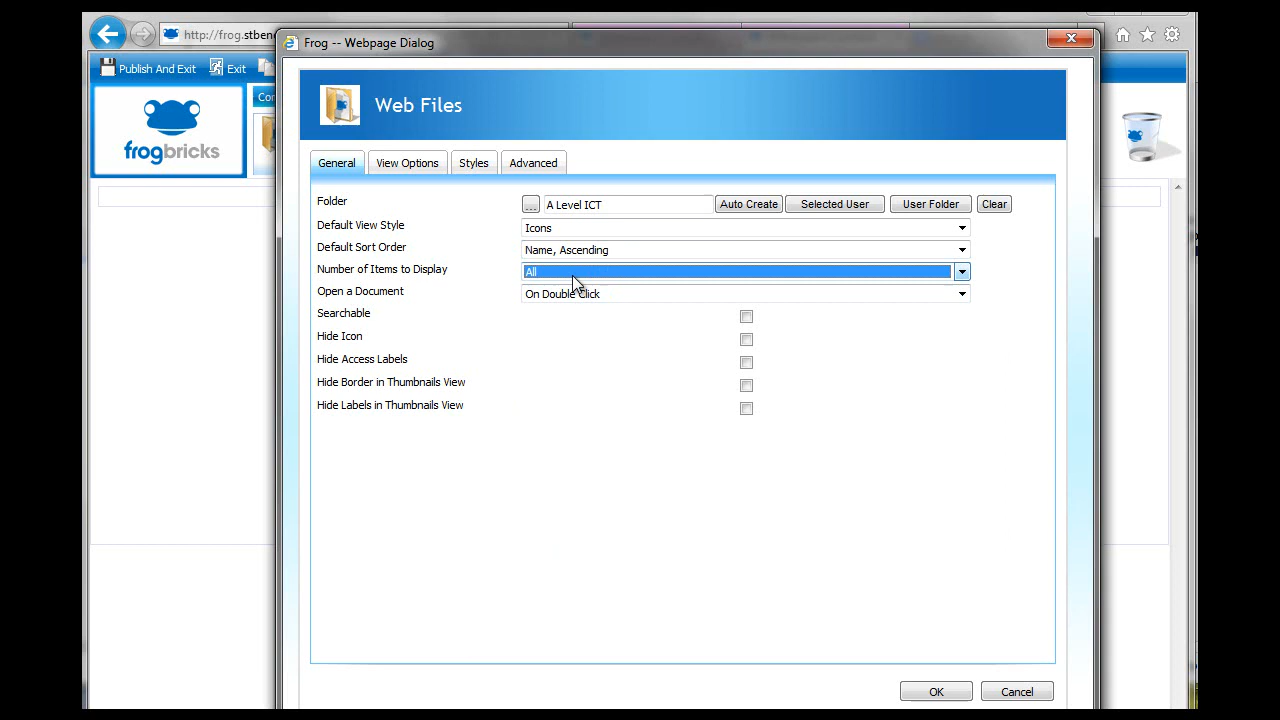 Frog -- Webpage Dialog
http://frog.stben
Publish And Exit Exit
frogbricks
Web Files
General View Options Styles Advanced
Folder ... A Level ICT Auto Create Selected User User Folder Clear
Default View Style Icons
Default Sort Order Name, Ascending
Number of Items to Display All
Open a Document On Double Click
Searchable
Hide Icon
Hide Access Labels
Hide Border in Thumbnails View
Hide Labels in Thumbnails View
OK Cancel